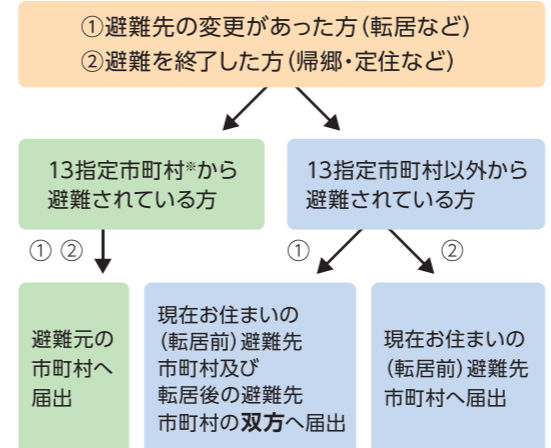 ①避難先の変更があった方(転居など)
②避難を終了した方(帰郷・定住など)
13指定市町村※から
避難されている方
13指定市町村以外から
避難されている方
① ②
①
②
避難元の
市町村へ
届出
現在お住まいの
(転居前)避難先
市町村及び
転居後の避難先
市町村の双方へ届出
現在お住まいの
(転居前)避難先
市町村へ届出